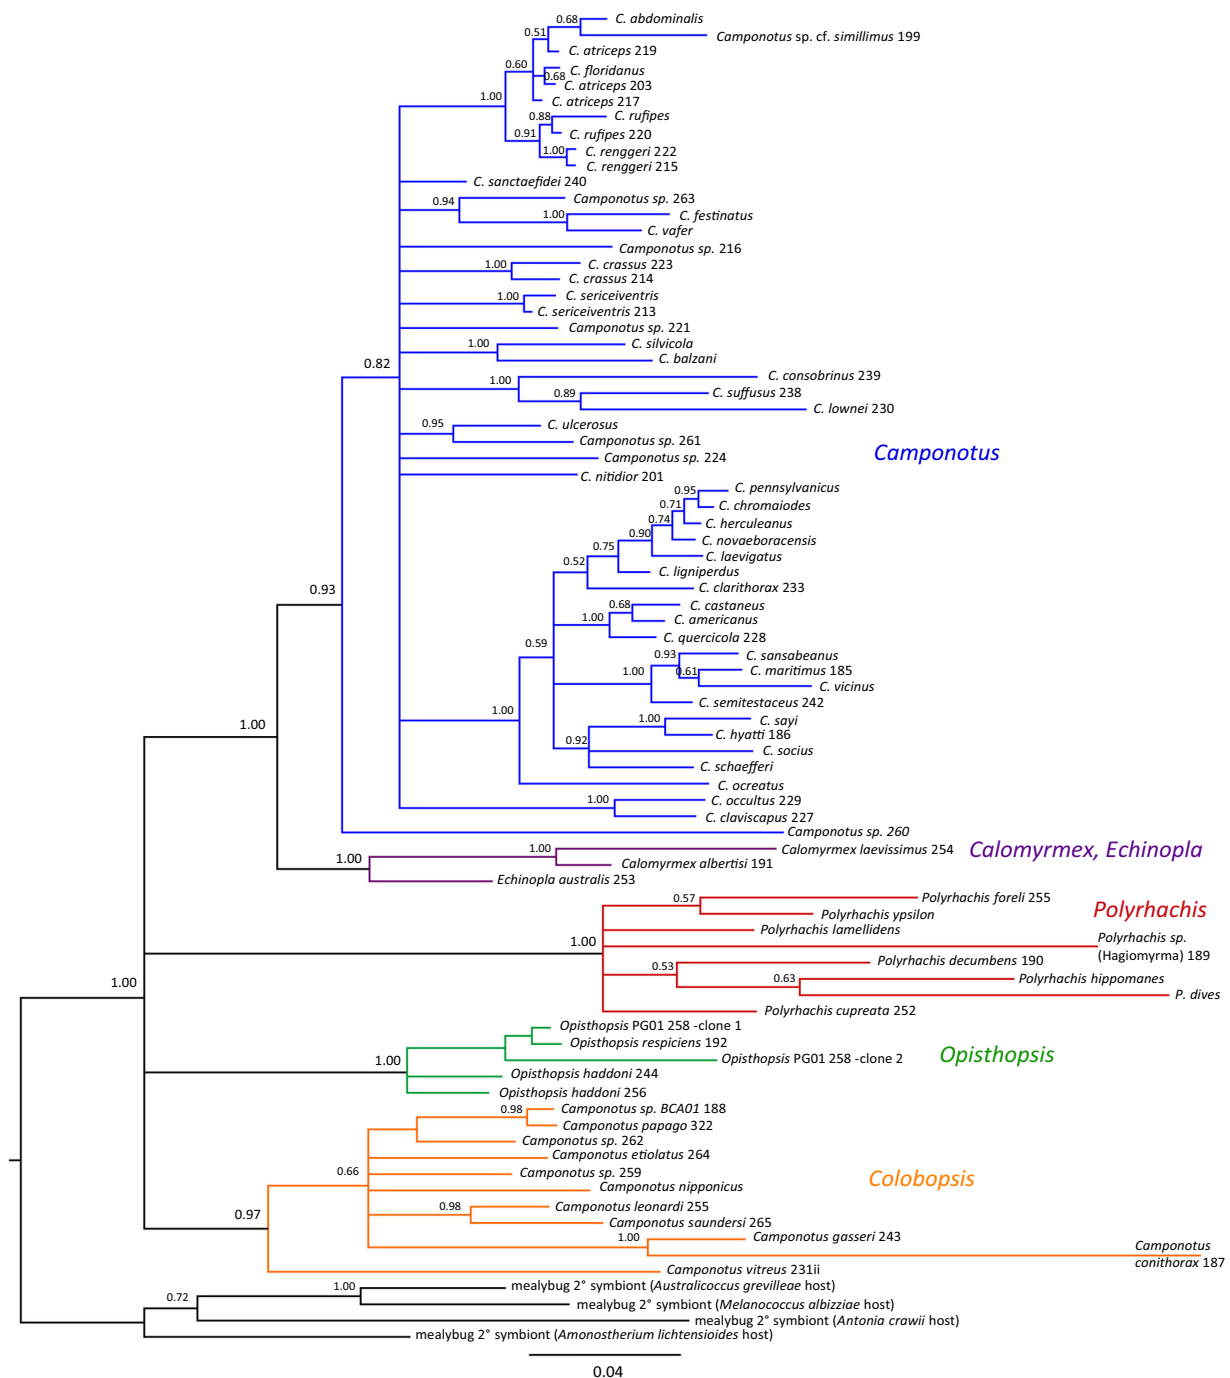 0.68
C. abdominalis
0.51
Camponotus sp. cf. simillimus 199
C. atriceps 219
0.60
C. floridanus
0.68
C. atriceps 203
1.00
C. atriceps 217
0.88
C. rufipes
0.91
C. rufipes 220
1.00
C. renggeri 222
C. renggeri 215
C. sanctaefidei 240
0.94
Camponotus sp. 263
1.00
C. festinatus
C. vafer
Camponotus sp. 216
1.00
C. crassus 223
C. crassus 214
1.00
C. sericeiventris
C. sericeiventris 213
Camponotus sp. 221
1.00
C. silvicola
C. balzani
0.82
1.00
C. consobrinus 239
0.89
C. suffusus 238
C. lownei 230
0.95
C. ulcerosus
Camponotus sp. 261
Camponotus
Camponotus sp. 224
C. nitidior 201
0.95
C. pennsylvanicus
0.71
C. chromaiodes
0.74
C. herculeanus
0.90
C. novaeboracensis
0.75
C. laevigatus
0.52
C. ligniperdus
C. clarithorax 233
0.93
0.68
C. castaneus
1.00
C. americanus
C. quercicola 228
0.59
0.93
C. sansabeanus
1.00
0.61
C. maritimus 185
C. vicinus
C. semitestaceus 242
1.00
1.00
C. sayi
C. hyatti 186
0.92
C. socius
C. schaefferi
1.00
C. ocreatus
1.00
C. occultus 229
C. claviscapus 227
Camponotus sp. 260
1.00
Calomyrmex laevissimus 254
Calomyrmex, Echinopla
1.00
Calomyrmex albertisi 191
Echinopla australis 253
0.57
Polyrhachis foreli 255
Polyrhachis
Polyrhachis ypsilon
Polyrhachis lamellidens
1.00
Polyrhachis sp.
(Hagiomyrma) 189
0.53
Polyrhachis decumbens 190
0.63
Polyrhachis hippomanes
1.00
P. dives
Polyrhachis cupreata 252
Opisthopsis PG01 258 -clone 1
Opisthopsis respiciens 192
1.00
Opisthopsis PG01 258 -clone 2
Opisthopsis
Opisthopsis haddoni 244
Opisthopsis haddoni 256
0.98
Camponotus sp. BCA01 188
Camponotus papago 322
Camponotus sp. 262
Camponotus etiolatus 264
0.66
Camponotus sp. 259
Colobopsis
Camponotus nipponicus
0.97
0.98
Camponotus leonardi 255
Camponotus saundersi 265
1.00
Camponotus gasseri 243
Camponotus
conithorax 187
Camponotus vitreus 231ii
1.00
mealybug 2° symbiont (Australicoccus grevilleae host)
0.72
mealybug 2° symbiont (Melanococcus albizziae host)
mealybug 2° symbiont (Antonia crawii host)
mealybug 2° symbiont (Amonostherium lichtensioides host)
0.04